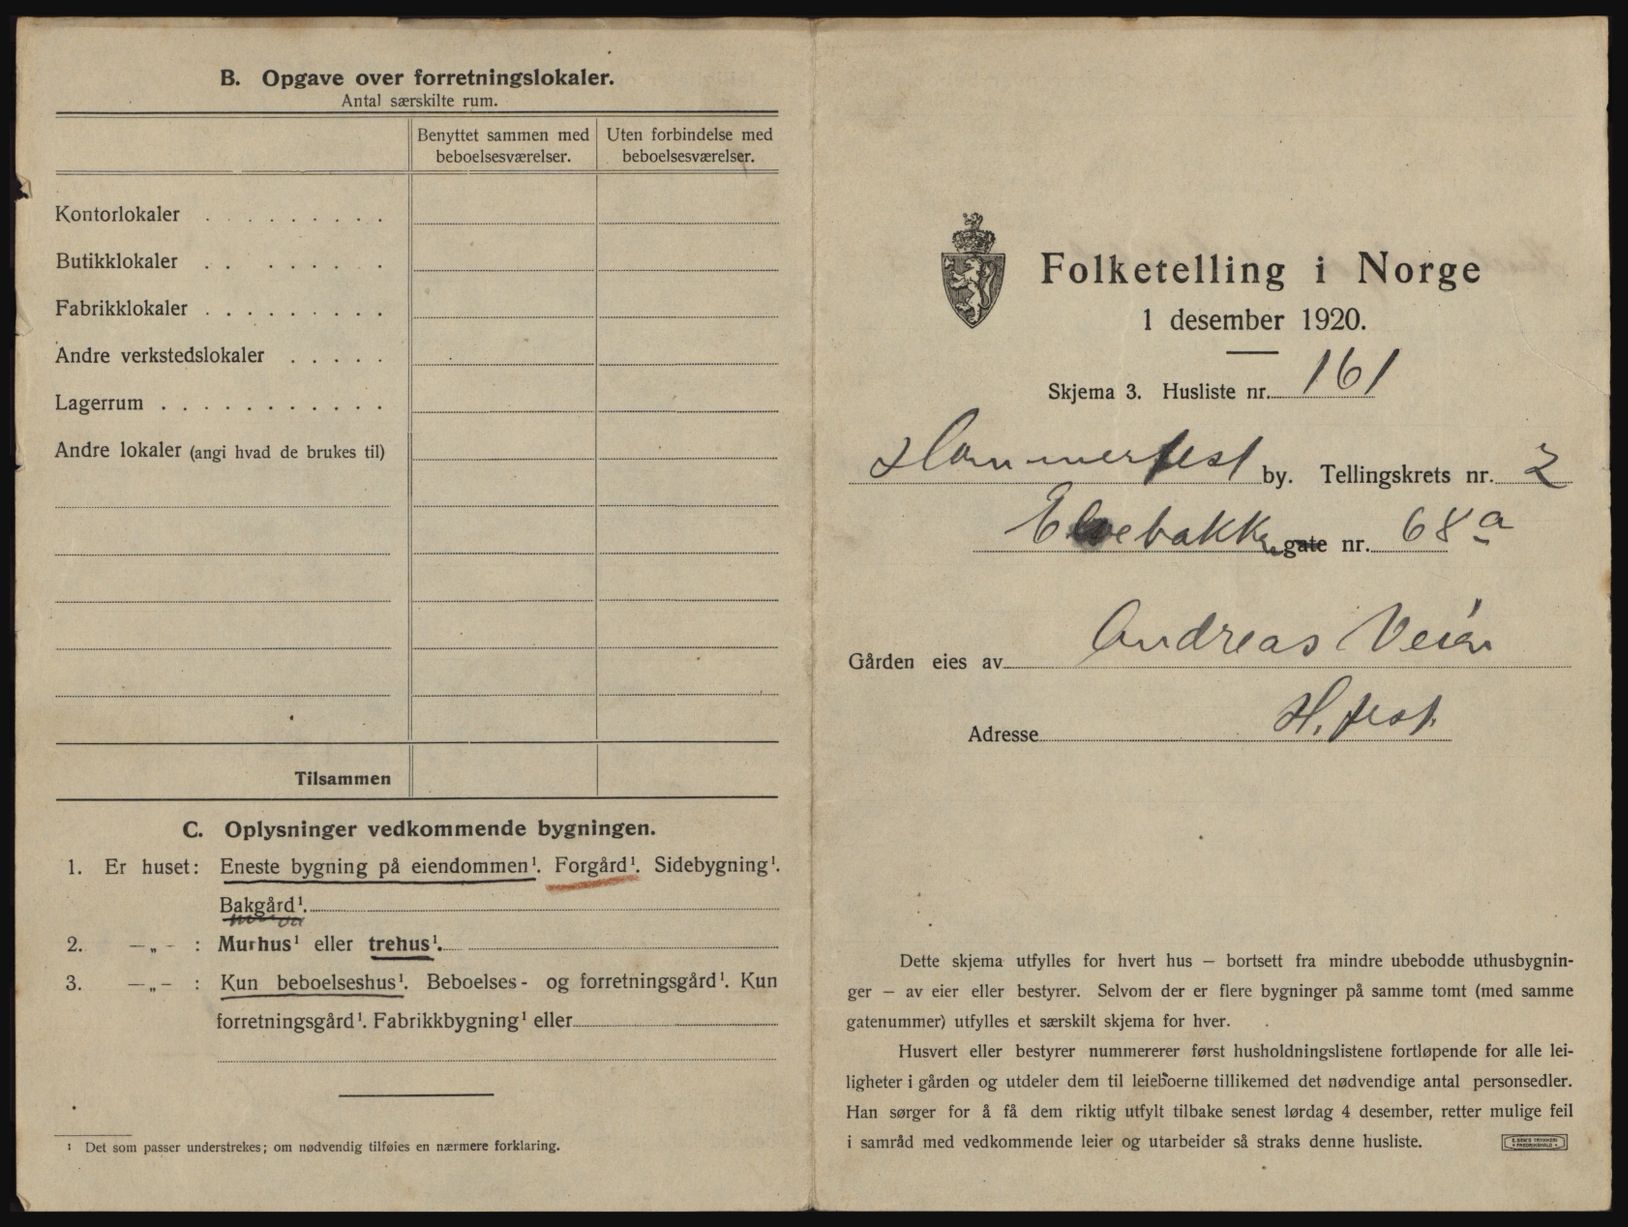 B. Opgave over forretningslokaler.
Antal særskilte rum.
Benyttet sammen med beboelsesværelser.
Uten forbindelse med beboelsesværelser.
Kontorlokaler . . . . . . . . .
Butikklokaler . . . . . . . .
Fabrikklokaler . . . . . . . . .
Andre verkstedslokaler . . . . .
Lagerrum . . . . . . . . . . .
Andre lokaler (angi hvad de brukes til)
Tilsammen
C. Oplysninger vedkommende bygningen.
1. Er huset: Eneste bygning på eiendommen¹. Forgård¹. Sidebygning¹.
Bakgård¹.
2. —„— : Murhus¹ eller trehus¹.
3. —„— : Kun beboelseshus¹. Beboelses- og forretningsgård¹. Kun
forretningsgård¹. Fabrikkbygning¹ eller
¹ Det som passer understrekes; om nødvendig tilføies en nærmere forklaring.
Folketelling i Norge
1 desember 1920.
Skjema 3. Husliste nr. 161
Hammerfest by. Tellingskrets nr. 2
Elvebakken gate nr. 68a
Gården eies av Andreas Veien
Adresse H.fest.
Dette skjema utfylles for hvert hus — bortsett fra mindre ubebodde uthusbygnin-
ger — av eier eller bestyrer. Selvom der er flere bygninger på samme tomt (med samme
gatenummer) utfylles et særskilt skjema for hver.
Husvert eller bestyrer nummererer først husholdningslistene fortløpende for alle lei-
ligheter i gården og utdeler dem til leieboerne tillikemed det nødvendige antal personsedler.
Han sørger for å få dem riktig utfylt tilbake senest lørdag 4 desember, retter mulige feil
i samråd med vedkommende leier og utarbeider så straks denne husliste.